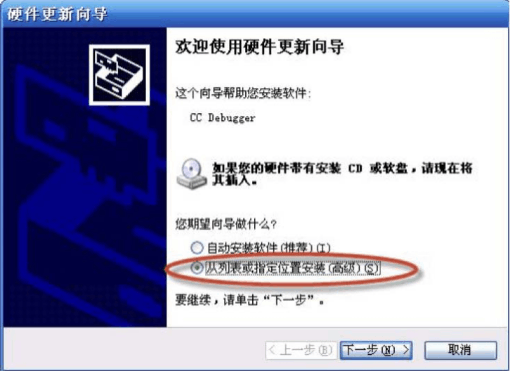 硬件更新向导
欢迎使用硬件更新向导
这个向导帮助您安装软件:
CC Debugger
如果您的硬件带有安装 CD 或软盘，请现在将
其插入。
您期望向导做什么?
自动安装软件(推荐)(I)
从列表或指定位置安装(高级)(S)
要继续，请单击“下一步”。
< 上一步(B)
下一步(N) >
取消